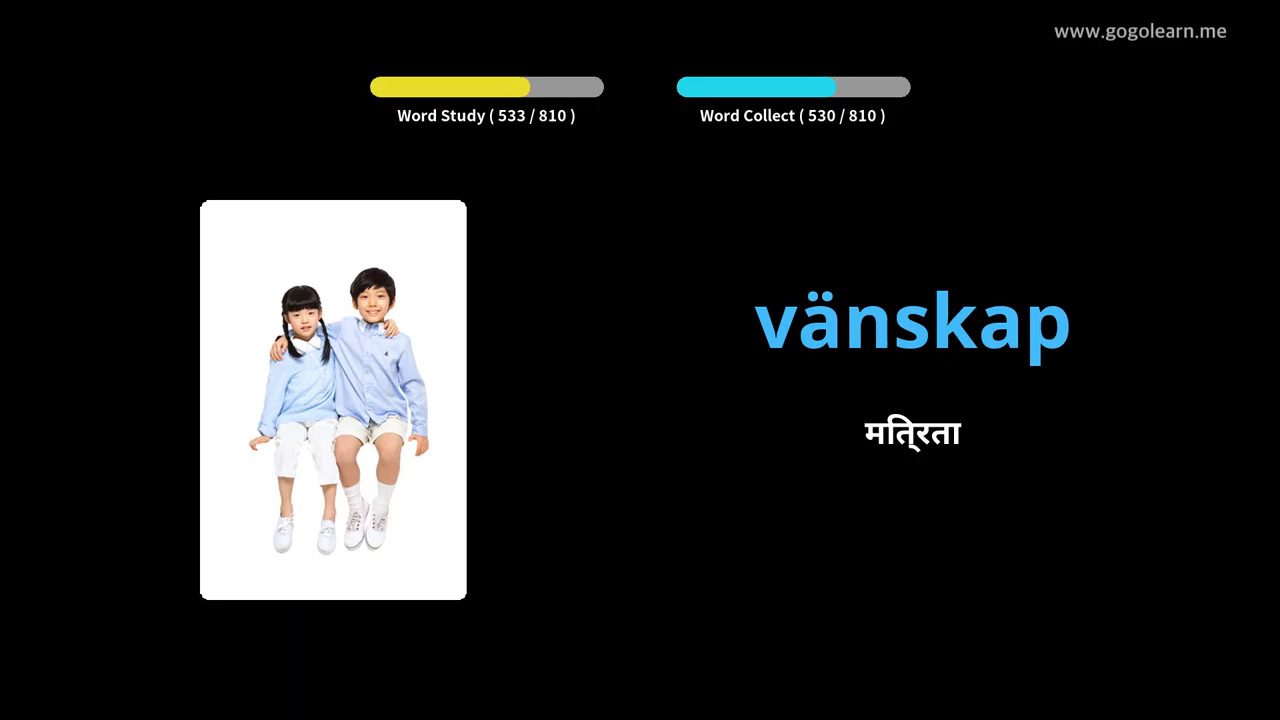 www.gogolearn.me
Word Study ( 533 / 810 )
Word Collect ( 530 / 810 )
vänskap
मित्रता